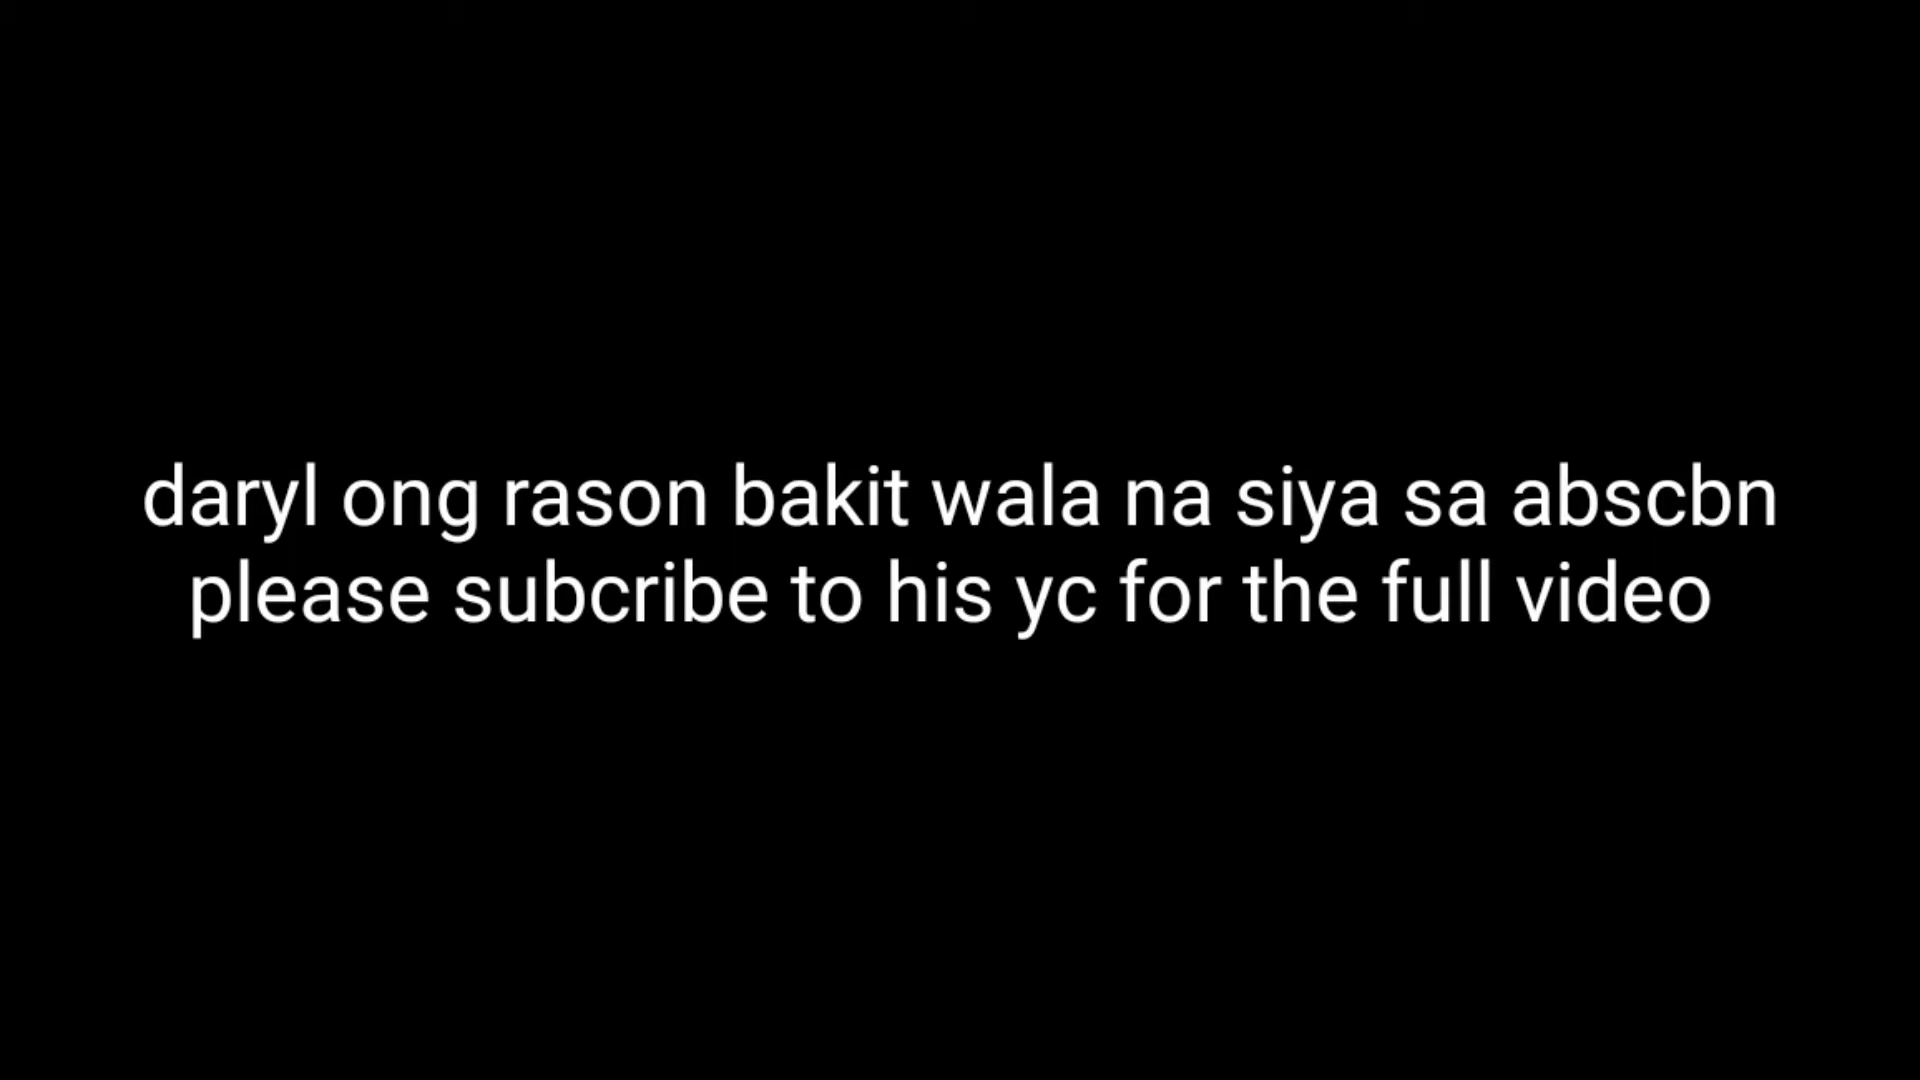 daryl ong rason bakit wala na siya sa abscbn
please subcribe to his yc for the full video